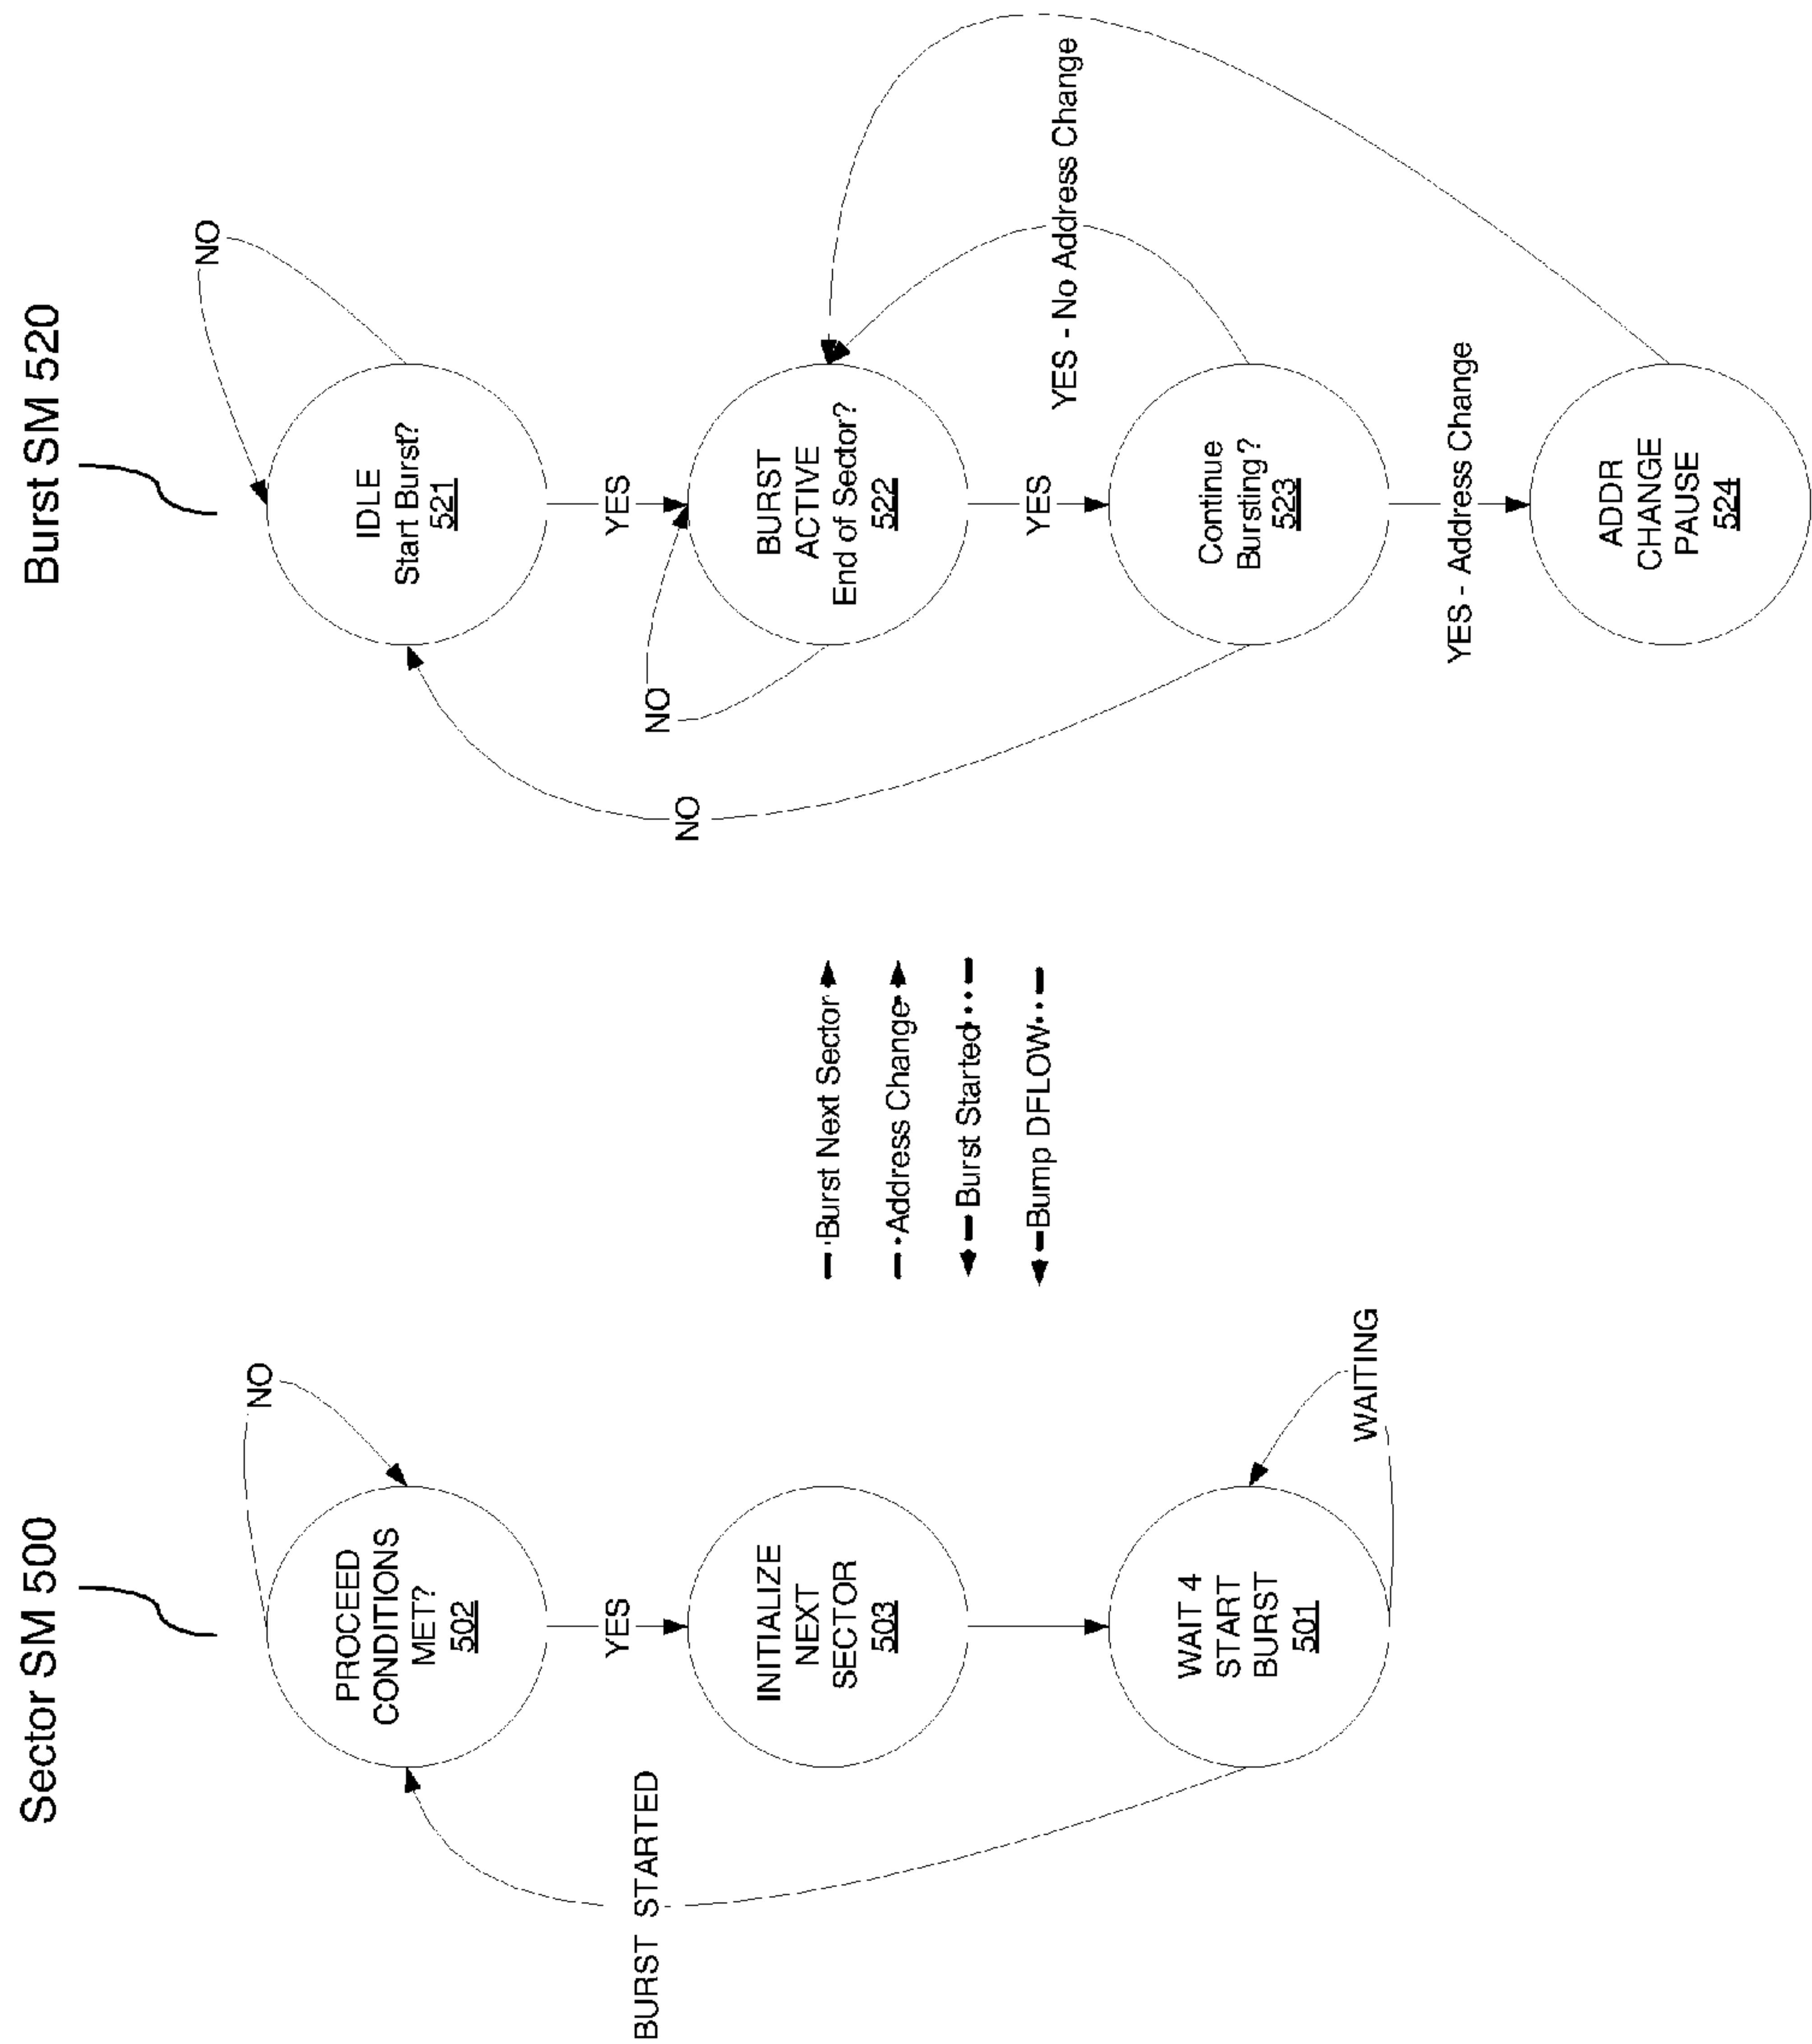 Sector SM 500
Burst SM 520
NO
PROCEED
CONDITIONS
MET?
502
YES
INITIALIZE
NEXT
SECTOR
503
WAIT 4
START
BURST
501
WAITING
BURST STARTED
Burst Next Sector
Address Change
Burst Started
Bump DFLOW
NO
IDLE
Start Burst?
521
YES
NO
BURST
ACTIVE
End of Sector?
522
YES
NO
Continue
Bursting?
523
YES - No Address Change
YES - Address Change
ADDR
CHANGE
PAUSE
524